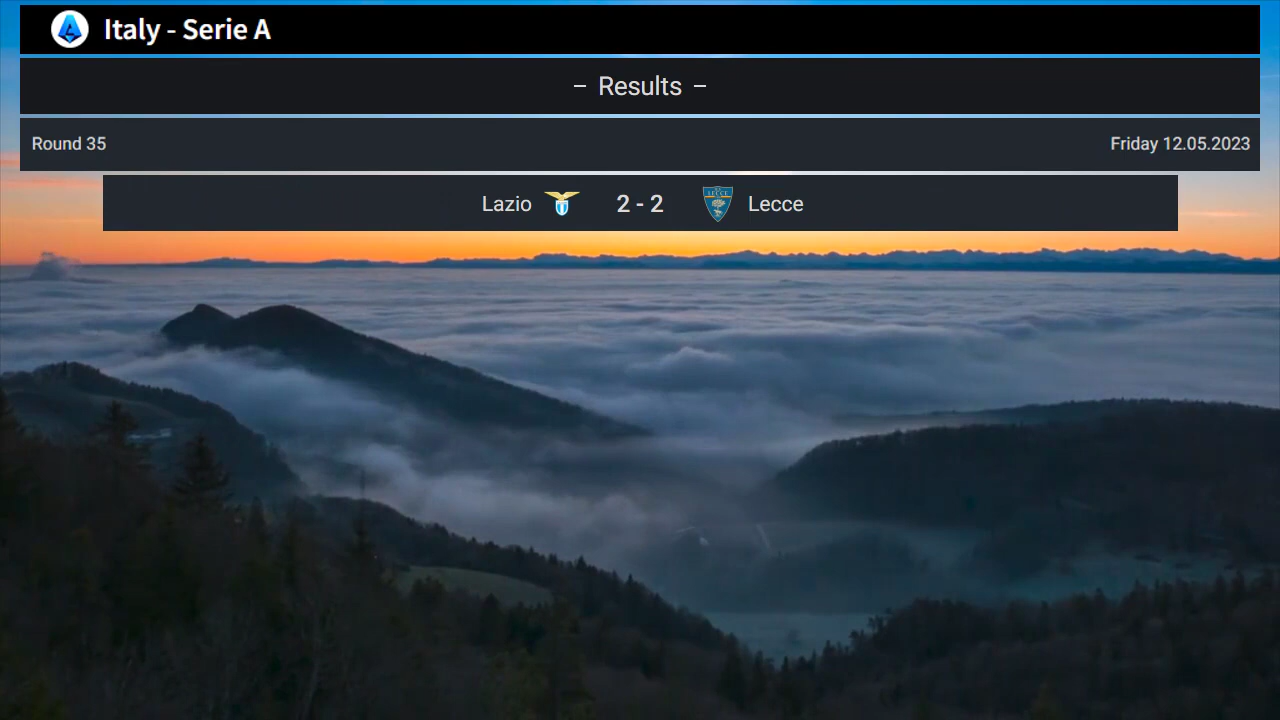 Italy - Serie A
– Results –
Round 35 Friday 12.05.2023
Lazio 2 - 2 Lecce